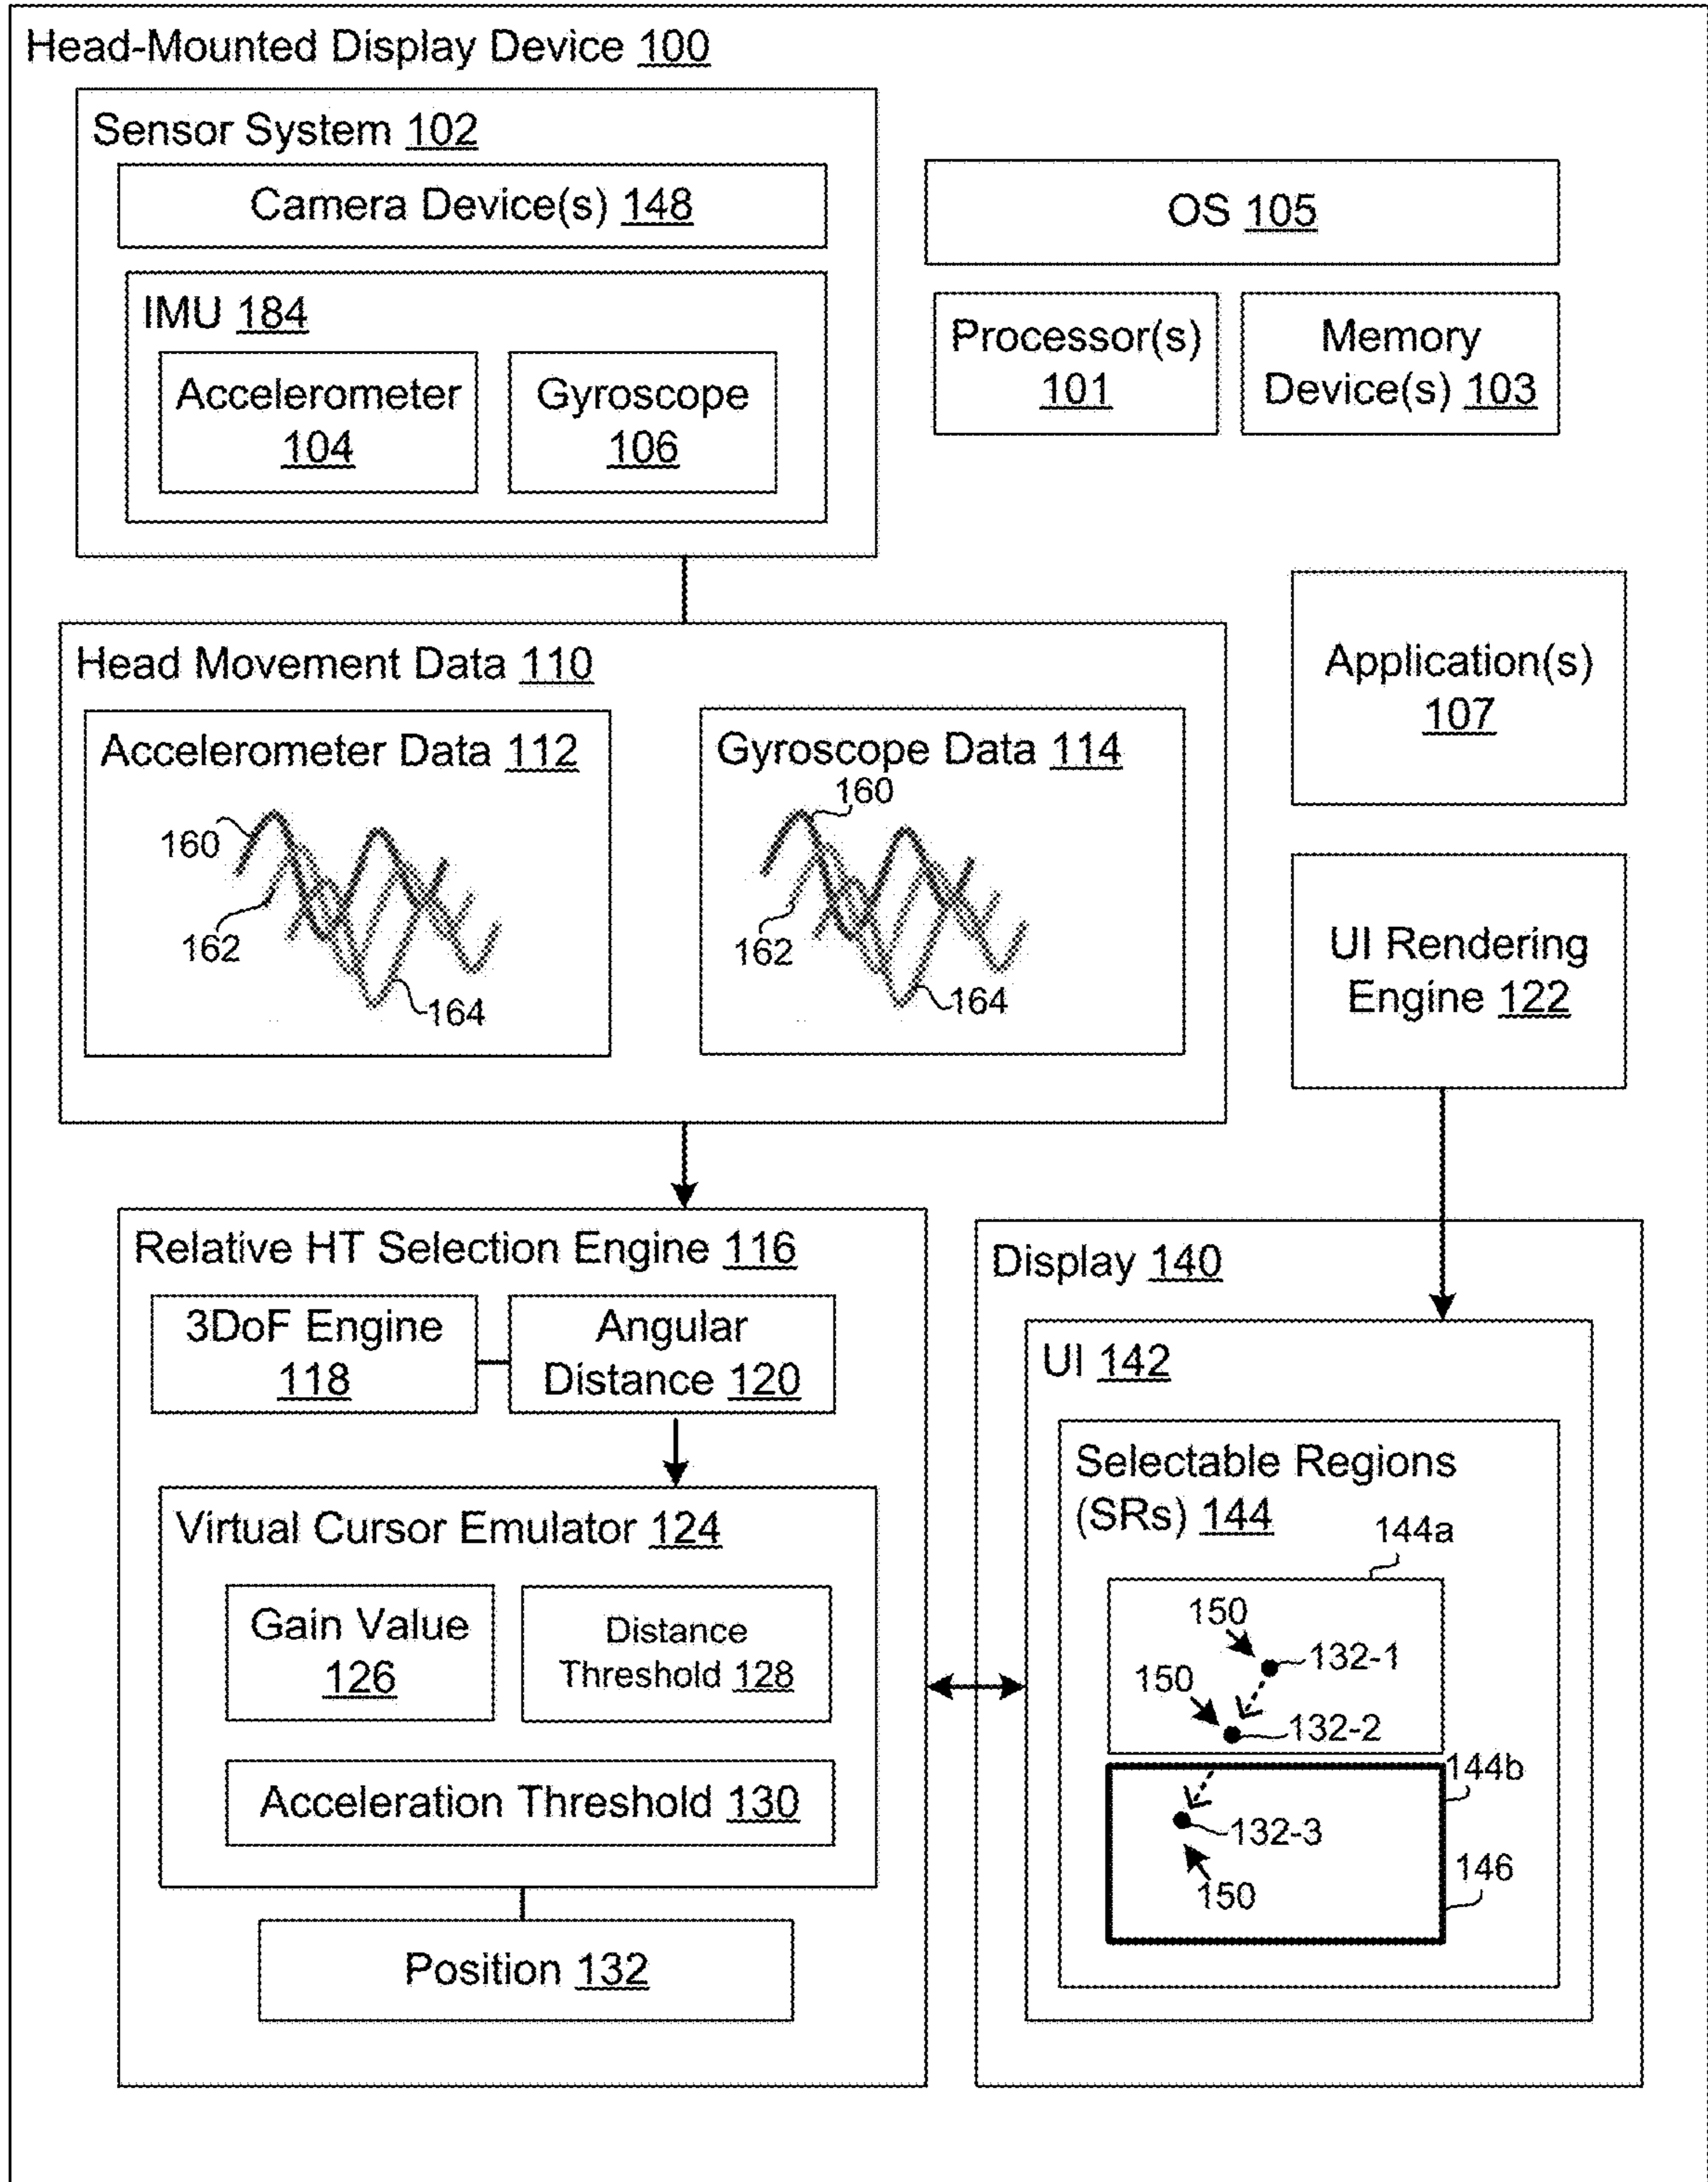 Head-Mounted Display Device 100
Sensor System 102
Camera Device(s) 148
IMU 184
Accelerometer
104
Gyroscope
106
OS 105
Processor(s)
101
Memory
Device(s) 103
Head Movement Data 110
Accelerometer Data 112
160
162
164
Gyroscope Data 114
160
162
164
Application(s)
107
UI Rendering
Engine 122
Relative HT Selection Engine 116
3DoF Engine
118
Angular
Distance 120
Virtual Cursor Emulator 124
Gain Value
126
Distance
Threshold 128
Acceleration Threshold 130
Position 132
Display 140
UI 142
Selectable Regions
(SRs) 144
144a
150
132-1
150
132-2
144b
132-3
146
150